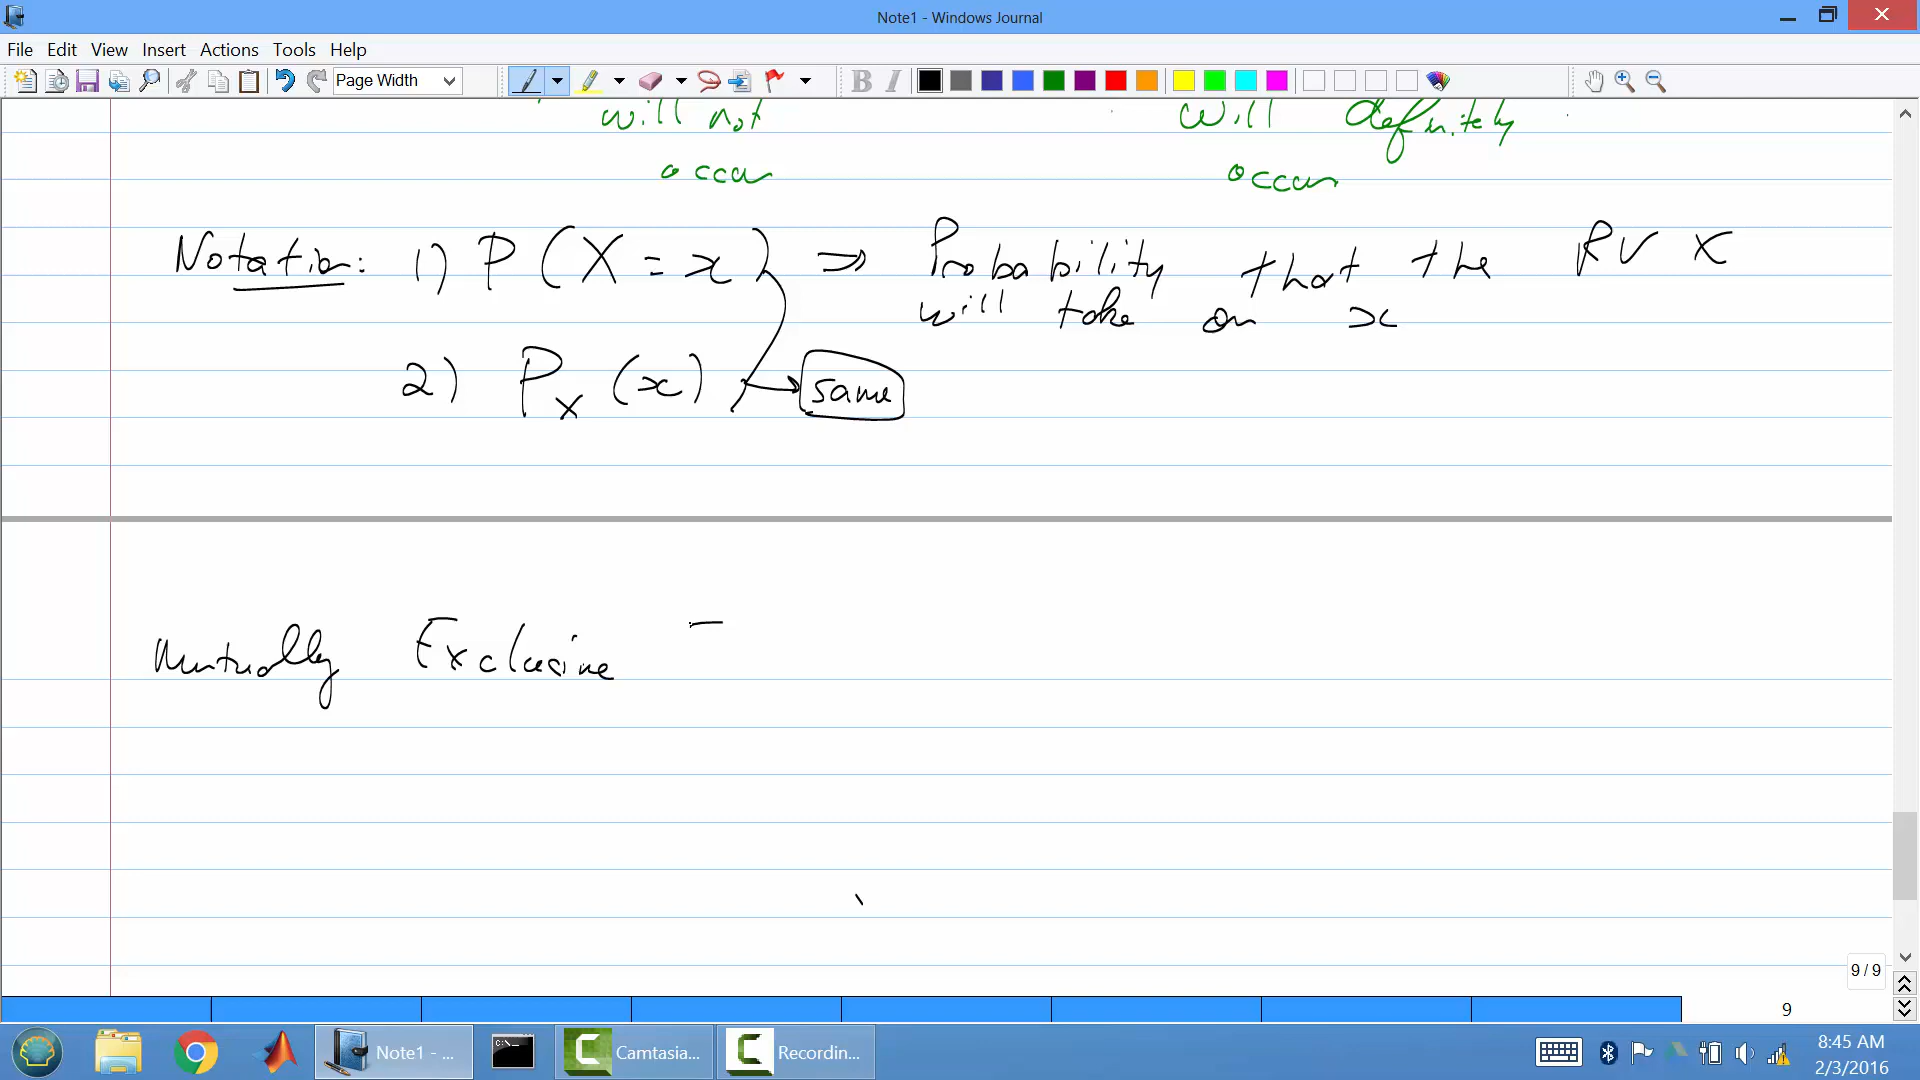 Note1 - Windows Journal
File Edit View Insert Actions Tools Help
Page Width
B I
will not
occur
will definitely
occur
Notation: 1) P(X = x) ⇒ Probability that the RV X
will take on x
2) P_X (x) same
Mutually Exclusive
9 / 9
9
Note1 - ...
C:\_
Camtasia...
Recordin...
8:45 AM
2/3/2016